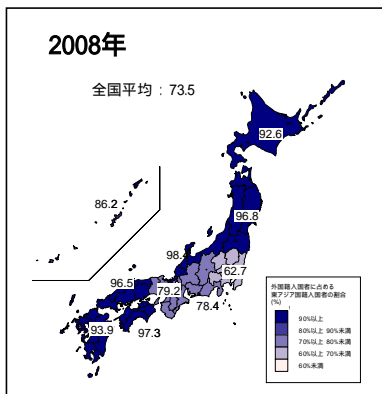 2008年
全国平均：73.5
92.6
86.2
96.8
98.4
62.7
96.5
79.2
78.4
93.9
97.3
外国籍入国者に占める
東アジア国籍入国者の割合
(%)
90%以上
80%以上 90%未満
70%以上 80%未満
60%以上 70%未満
60%未満